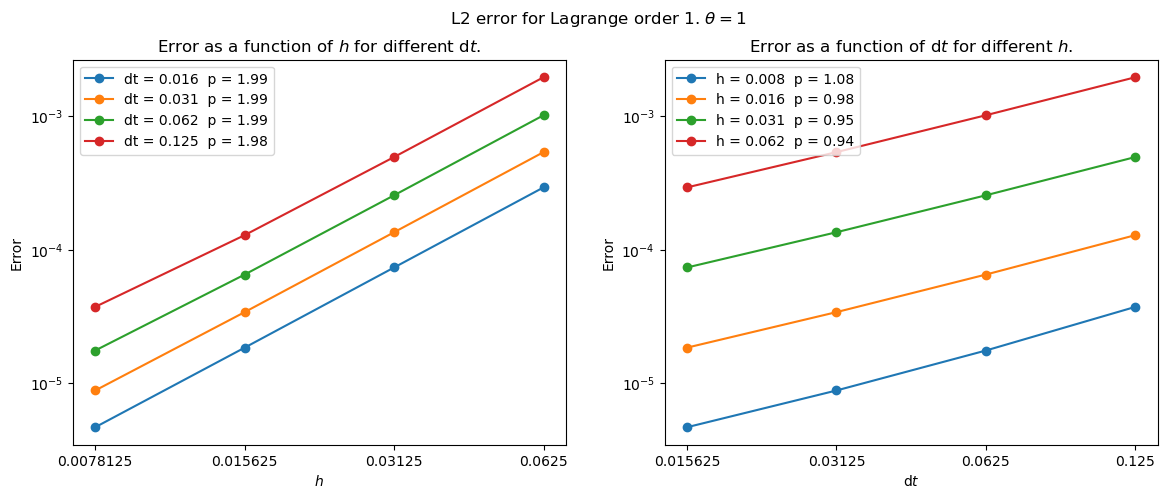 L2 error for Lagrange order 1. θ = 1
Error as a function of h for different dt.
dt = 0.016  p = 1.99
dt = 0.031  p = 1.99
dt = 0.062  p = 1.99
dt = 0.125  p = 1.98
Error
10⁻³
10⁻⁴
10⁻⁵
0.0078125
0.015625
0.03125
0.0625
h
Error as a function of dt for different h.
h = 0.008  p = 1.08
h = 0.016  p = 0.98
h = 0.031  p = 0.95
h = 0.062  p = 0.94
Error
10⁻³
10⁻⁴
10⁻⁵
0.015625
0.03125
0.0625
0.125
dt